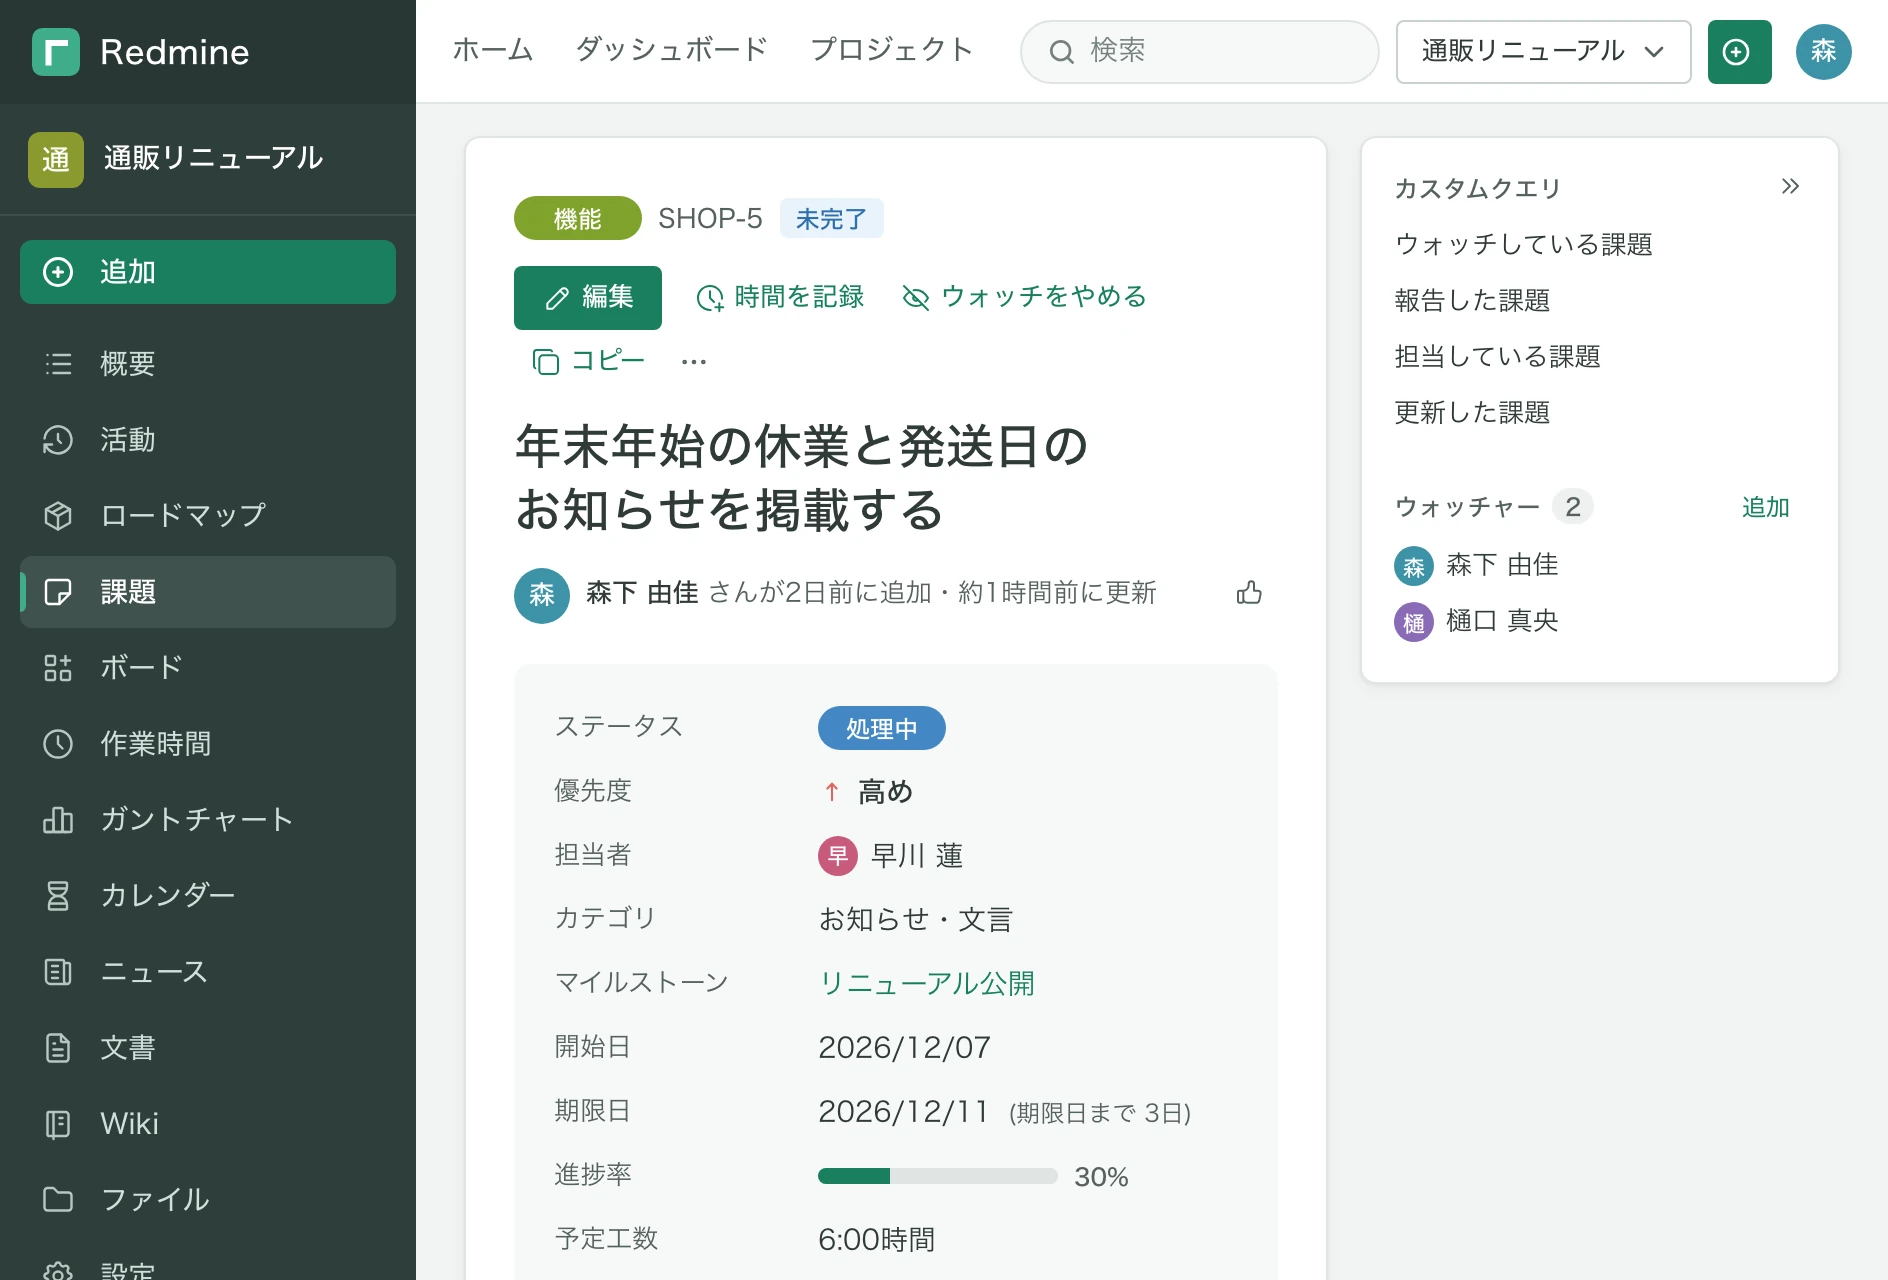 Redmine
ホーム ダッシュボード プロジェクト 検索 通販リニューアル 森
通 通販リニューアル
追加
概要
活動
ロードマップ
課題
ボード
作業時間
ガントチャート
カレンダー
ニュース
文書
Wiki
ファイル
設定
機能 SHOP-5 未完了
編集 時間を記録 ウォッチをやめる
コピー …
年末年始の休業と発送日の
お知らせを掲載する
森 森下 由佳 さんが2日前に追加・約1時間前に更新
ステータス 処理中
優先度 ↑ 高め
担当者 早 早川 蓮
カテゴリ お知らせ・文言
マイルストーン リニューアル公開
開始日 2026/12/07
期限日 2026/12/11 (期限日まで 3日)
進捗率 30%
予定工数 6:00時間
カスタムクエリ
ウォッチしている課題
報告した課題
担当している課題
更新した課題
ウォッチャー 2 追加
森 森下 由佳
樋 樋口 真央